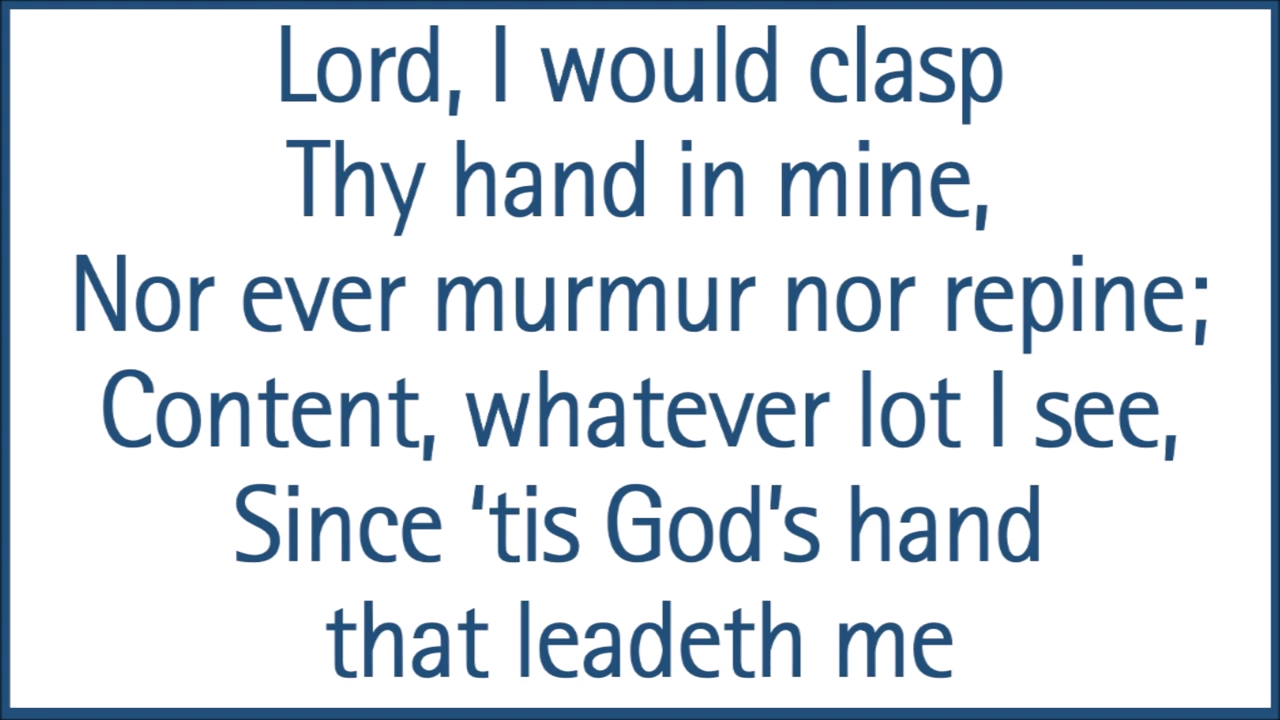 Lord, I would clasp
Thy hand in mine,
Nor ever murmur nor repine;
Content, whatever lot I see,
Since ‘tis God’s hand
that leadeth me